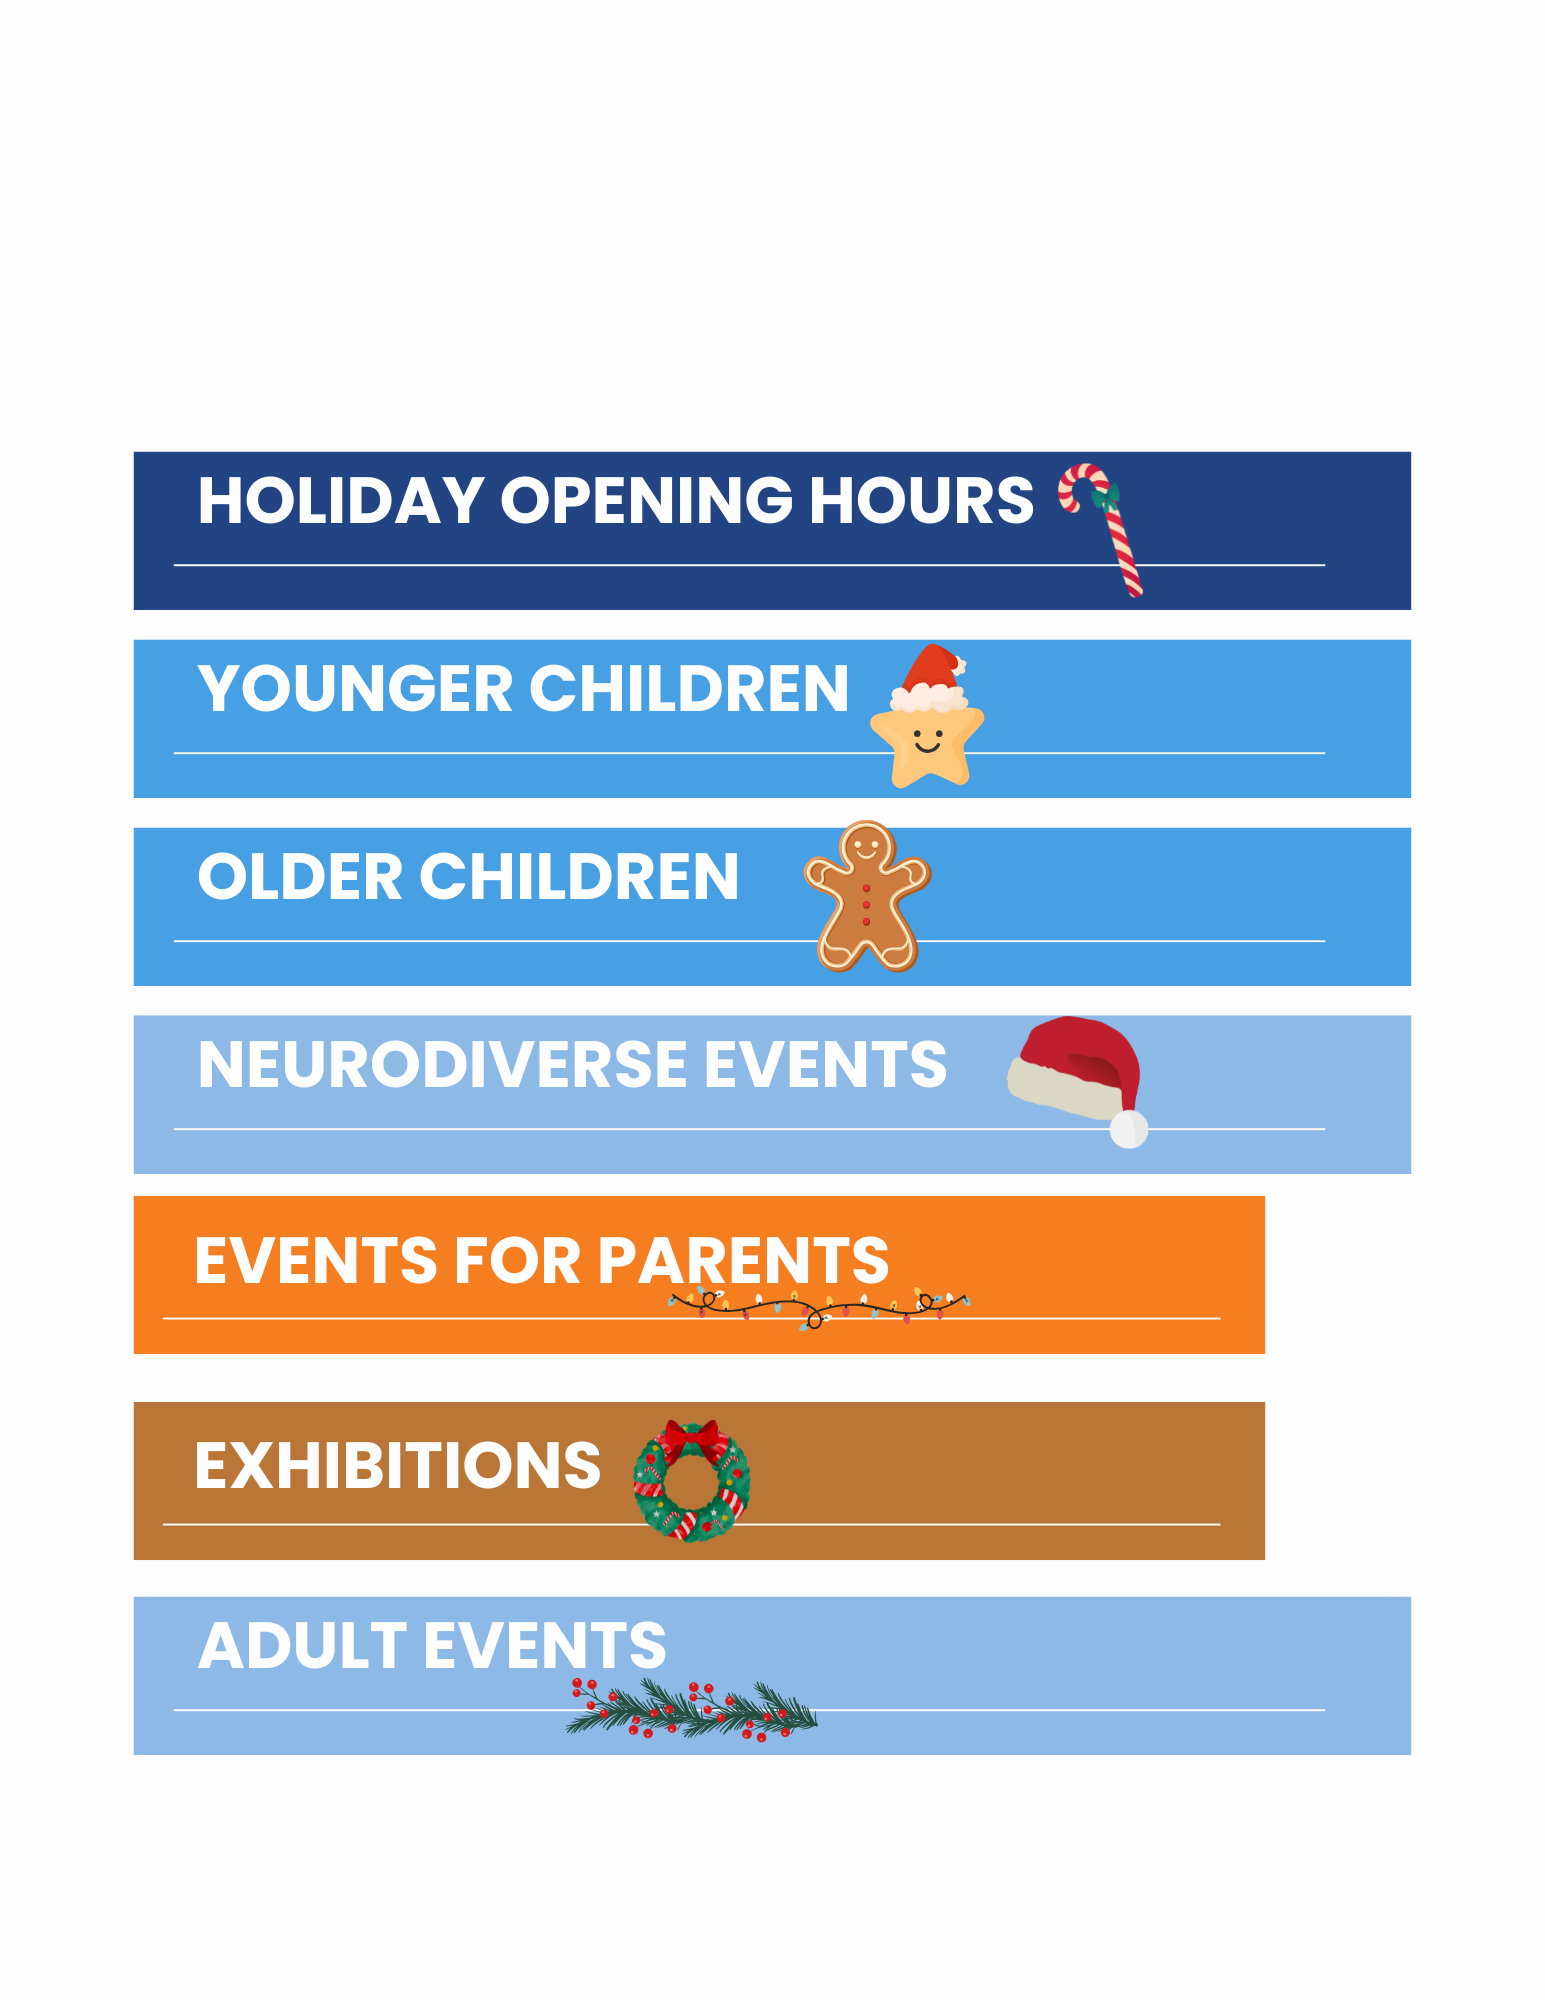 HOLIDAY OPENING HOURS
YOUNGER CHILDREN
OLDER CHILDREN
NEURODIVERSE EVENTS
EVENTS FOR PARENTS
EXHIBITIONS
ADULT EVENTS